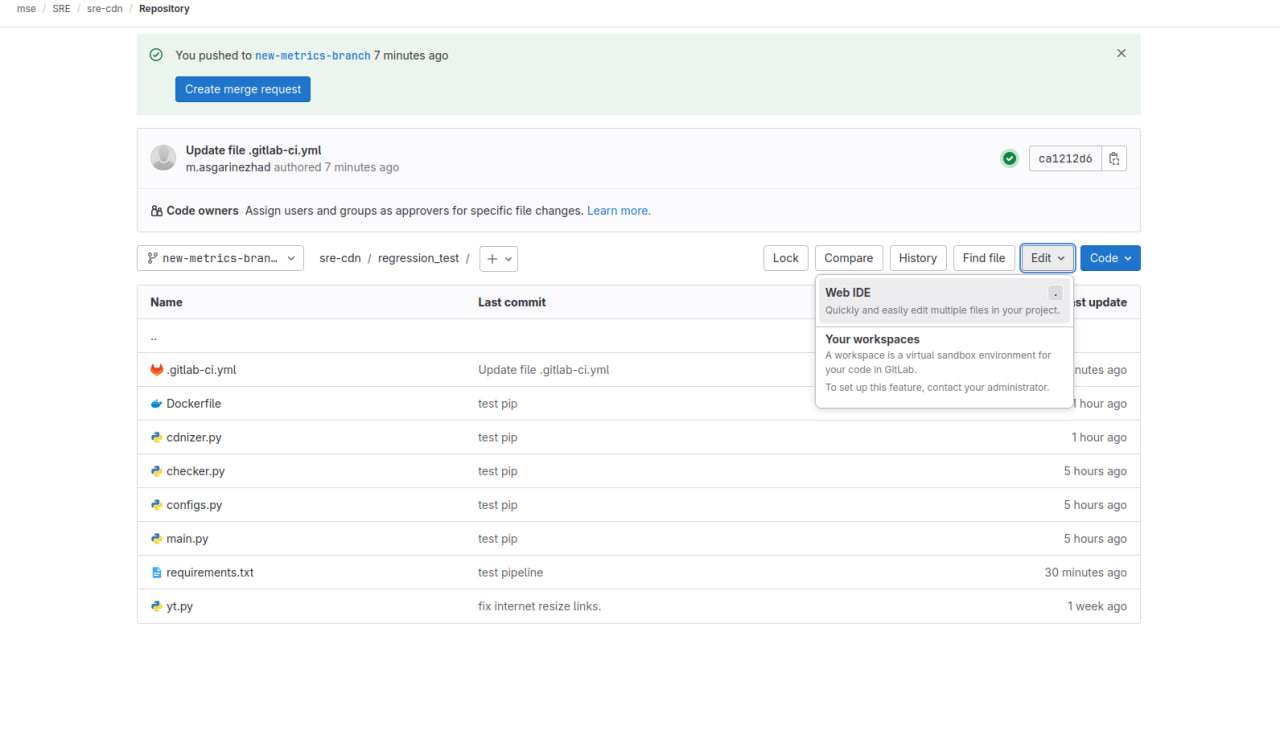 mse / SRE / sre-cdn / Repository
You pushed to new-metrics-branch 7 minutes ago
Create merge request
Update file .gitlab-ci.yml
m.asgarinezhad authored 7 minutes ago
ca1212d6
Code owners Assign users and groups as approvers for specific file changes. Learn more.
new-metrics-bran… sre-cdn / regression_test / + Lock Compare History Find file Edit Code
Web IDE .
Quickly and easily edit multiple files in your project.
Your workspaces
A workspace is a virtual sandbox environment for
your code in GitLab.
To set up this feature, contact your administrator.
Name Last commit update
..
.gitlab-ci.yml Update file .gitlab-ci.yml ago
Dockerfile test pip 1 hour ago
cdnizer.py test pip 1 hour ago
checker.py test pip 5 hours ago
configs.py test pip 5 hours ago
main.py test pip 5 hours ago
requirements.txt test pipeline 30 minutes ago
yt.py fix internet resize links. 1 week ago